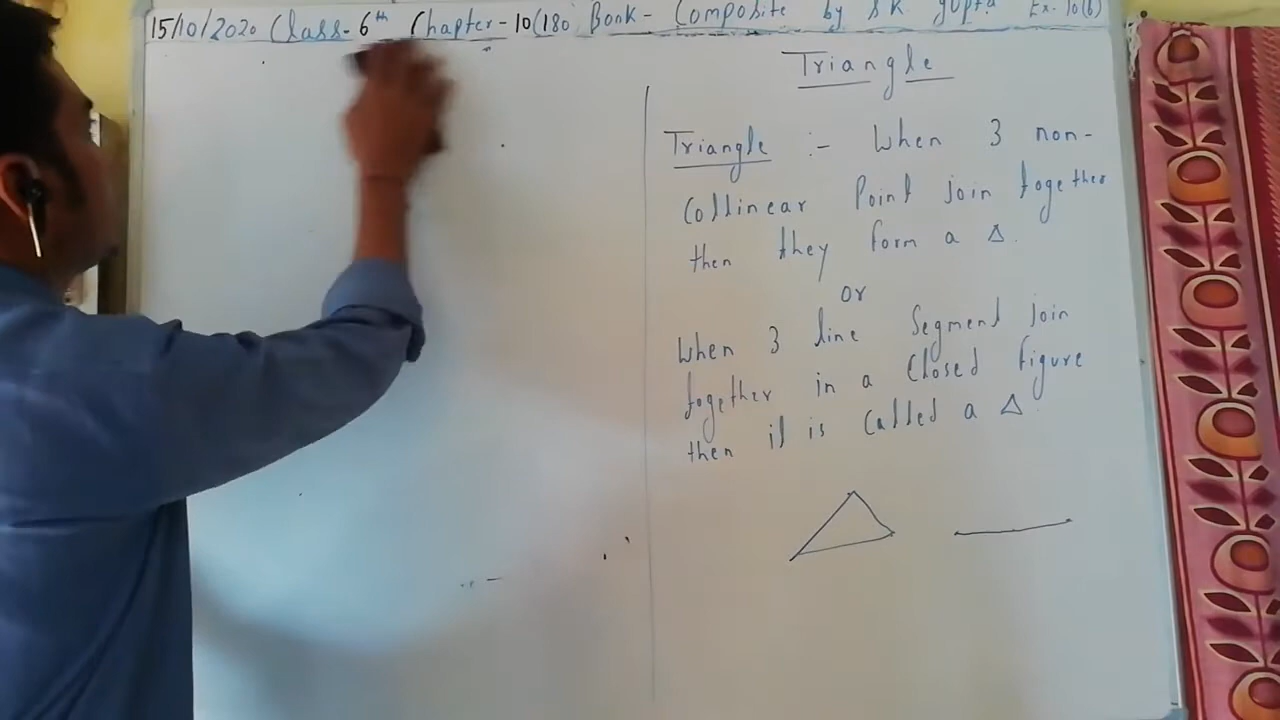 15/10/2020 Class-6th Chapter-10(180) Book- Composite by SK Gupta Ex. 10(b)
Triangle
Triangle :- When 3 non-
Collinear Point join together
then they form a Δ.
or
When 3 line Segment join
together in a Closed figure
then it is Called a Δ.